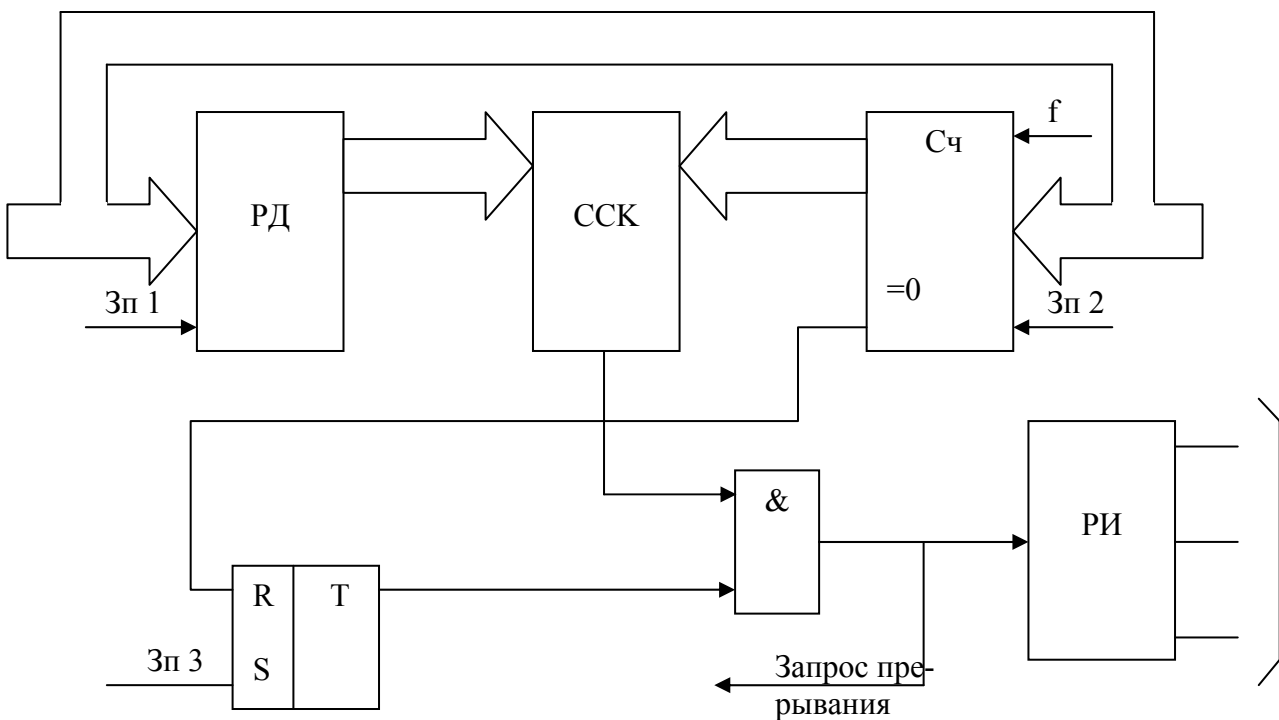 f
Сч
РД
ССК
=0
Зп 1
Зп 2
&
РИ
R
T
Зп 3
S
Запрос пре-
рывания